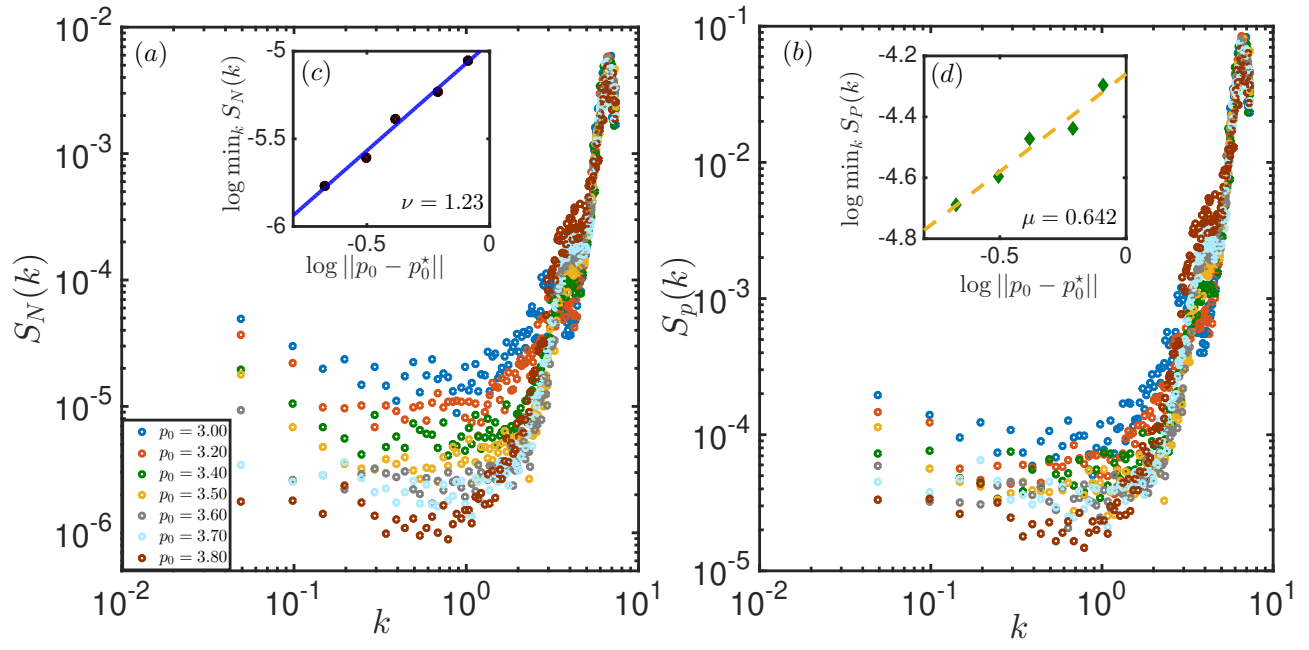 (a)
S_N(k)
10^{-2}
10^{-3}
10^{-4}
10^{-5}
10^{-6}
10^{-2} 10^{-1} 10^{0} 10^{1}
k
p_0 = 3.00
p_0 = 3.20
p_0 = 3.40
p_0 = 3.50
p_0 = 3.60
p_0 = 3.70
p_0 = 3.80
(c)
log min_k S_N(k)
-5
-5.5
-6
ν = 1.23
-0.5 0
log ||p_0 − p_0^⋆||
(b)
S_p(k)
10^{-1}
10^{-2}
10^{-3}
10^{-4}
10^{-5}
10^{-2} 10^{-1} 10^{0} 10^{1}
k
(d)
log min_k S_P(k)
-4.2
-4.4
-4.6
-4.8
μ = 0.642
-0.5 0
log ||p_0 − p_0^⋆||